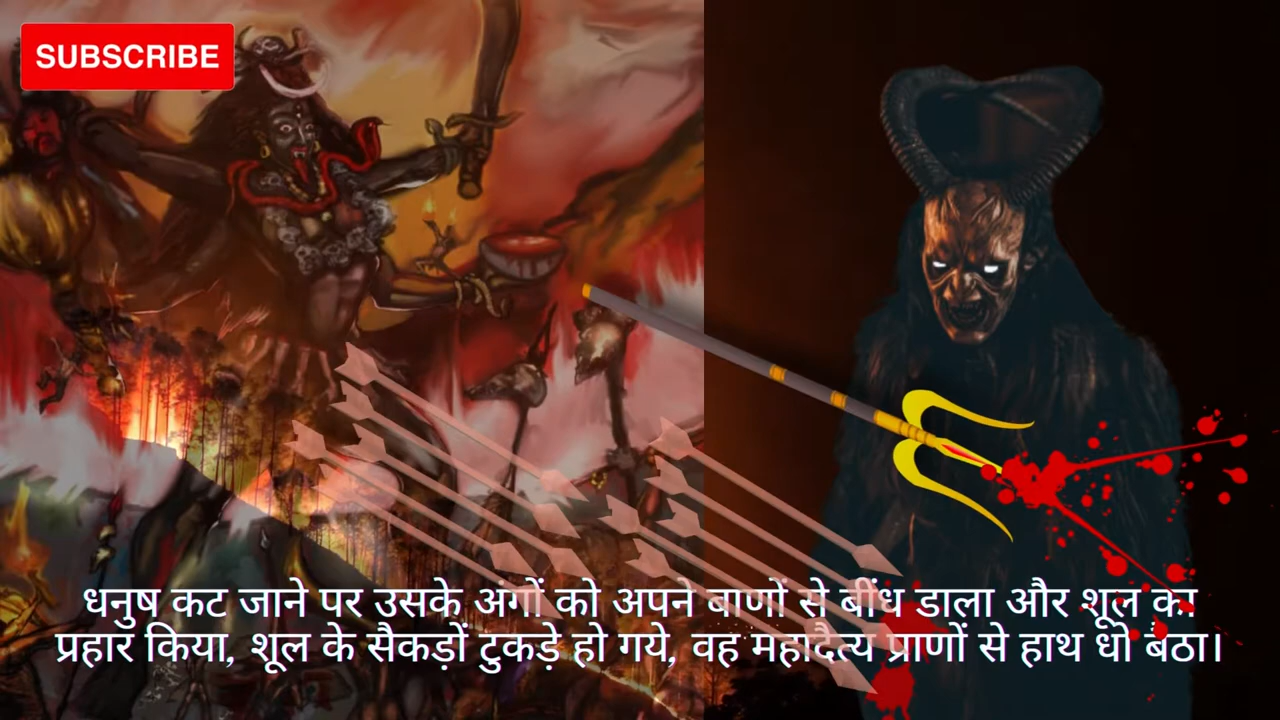 SUBSCRIBE
धनुष कट जाने पर उसके अंगों को अपने बाणों से बींध डाला और शूल का
प्रहार किया, शूल के सैकड़ों टुकड़े हो गये, वह महादैत्य प्राणों से हाथ धो बैठा।